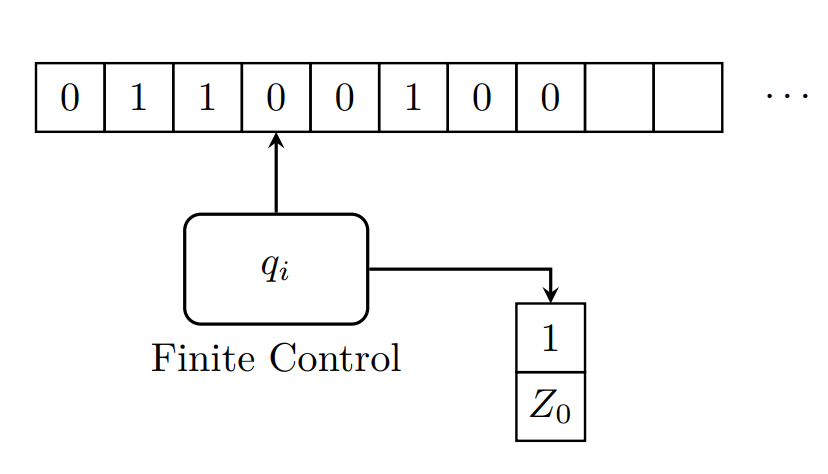 0 1 1 0 0 1 0 0 ···
qᵢ
Finite Control
1
Z₀